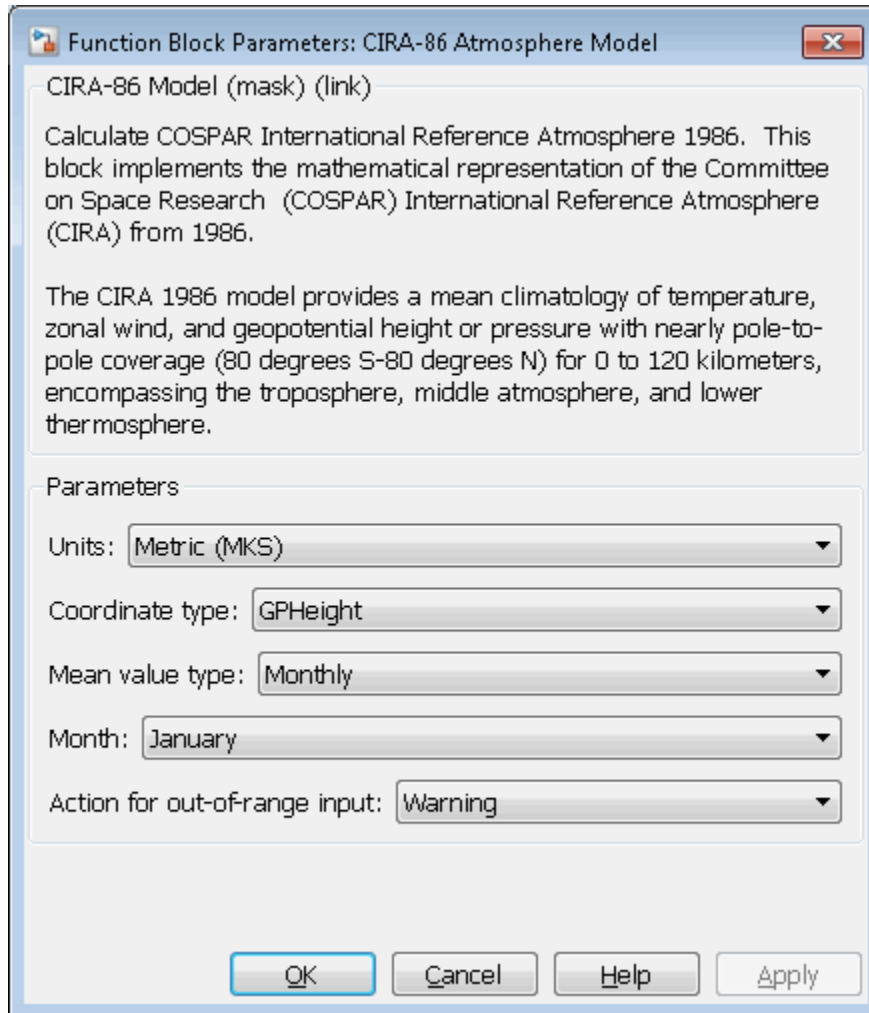 Function Block Parameters: CIRA-86 Atmosphere Model
CIRA-86 Model (mask) (link)
Calculate COSPAR International Reference Atmosphere 1986.  This
block implements the mathematical representation of the Committee
on Space Research  (COSPAR) International Reference Atmosphere
(CIRA) from 1986.
The CIRA 1986 model provides a mean climatology of temperature,
zonal wind, and geopotential height or pressure with nearly pole-to-
pole coverage (80 degrees S-80 degrees N) for 0 to 120 kilometers,
encompassing the troposphere, middle atmosphere, and lower
thermosphere.
Parameters
Units: Metric (MKS)
Coordinate type: GPHeight
Mean value type: Monthly
Month: January
Action for out-of-range input: Warning
OK Cancel Help Apply